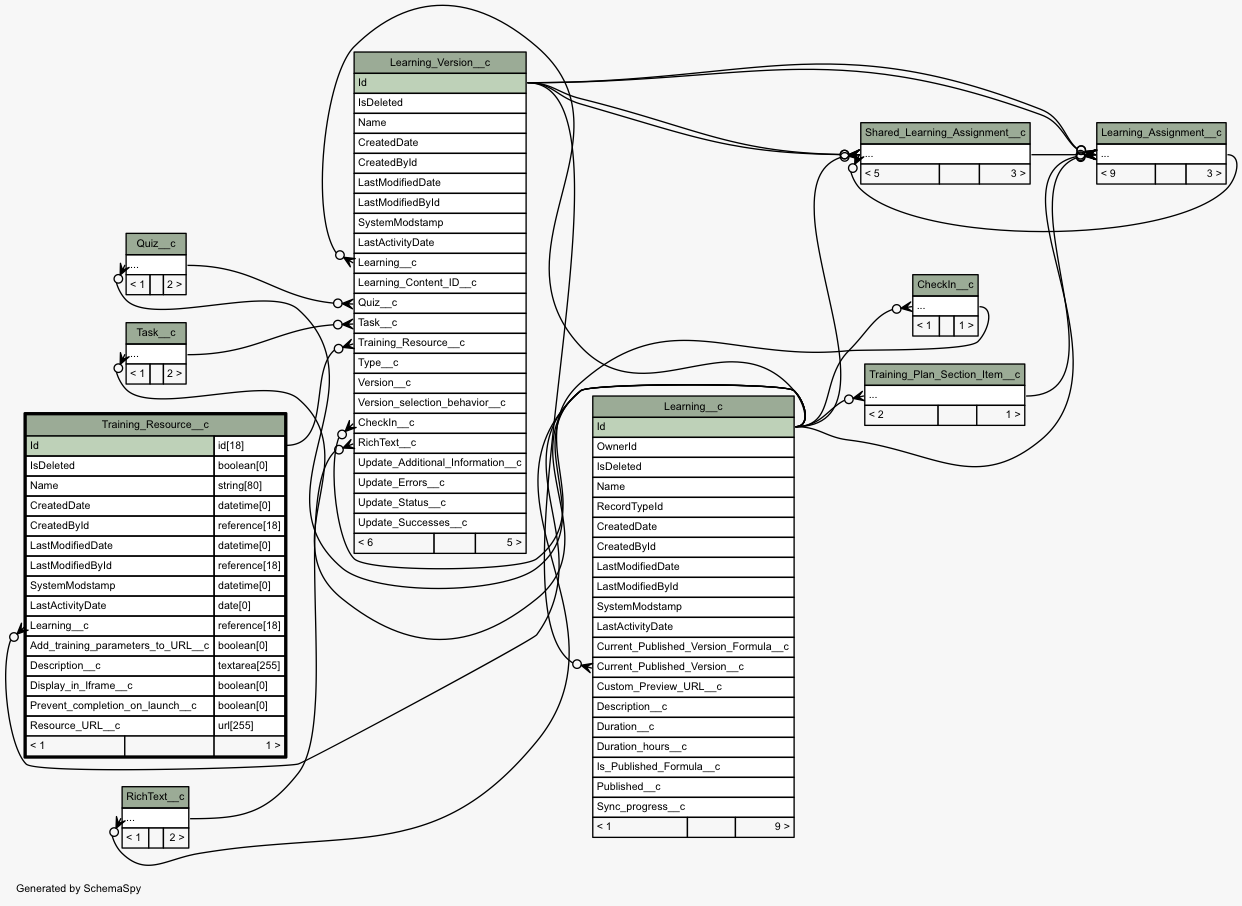 Learning_Version__c
Id
IsDeleted
Name
CreatedDate
CreatedById
LastModifiedDate
LastModifiedById
SystemModstamp
LastActivityDate
Learning__c
Learning_Content_ID__c
Quiz__c
Task__c
Training_Resource__c
Type__c
Version__c
Version_selection_behavior__c
CheckIn__c
RichText__c
Update_Additional_Information__c
Update_Errors__c
Update_Status__c
Update_Successes__c
< 6 5 >
Shared_Learning_Assignment__c
...
< 5 3 >
Learning_Assignment__c
...
< 9 3 >
Quiz__c
...
< 1 2 >
Task__c
...
< 1 2 >
CheckIn__c
...
< 1 1 >
Training_Plan_Section_Item__c
...
< 2 1 >
Training_Resource__c
Id id[18]
IsDeleted boolean[0]
Name string[80]
CreatedDate datetime[0]
CreatedById reference[18]
LastModifiedDate datetime[0]
LastModifiedById reference[18]
SystemModstamp datetime[0]
LastActivityDate date[0]
Learning__c reference[18]
Add_training_parameters_to_URL__c boolean[0]
Description__c textarea[255]
Display_in_Iframe__c boolean[0]
Prevent_completion_on_launch__c boolean[0]
Resource_URL__c url[255]
< 1 1 >
Learning__c
Id
OwnerId
IsDeleted
Name
RecordTypeId
CreatedDate
CreatedById
LastModifiedDate
LastModifiedById
SystemModstamp
LastActivityDate
Current_Published_Version_Formula__c
Current_Published_Version__c
Custom_Preview_URL__c
Description__c
Duration__c
Duration_hours__c
Is_Published_Formula__c
Published__c
Sync_progress__c
< 1 9 >
RichText__c
...
< 1 2 >
Generated by SchemaSpy